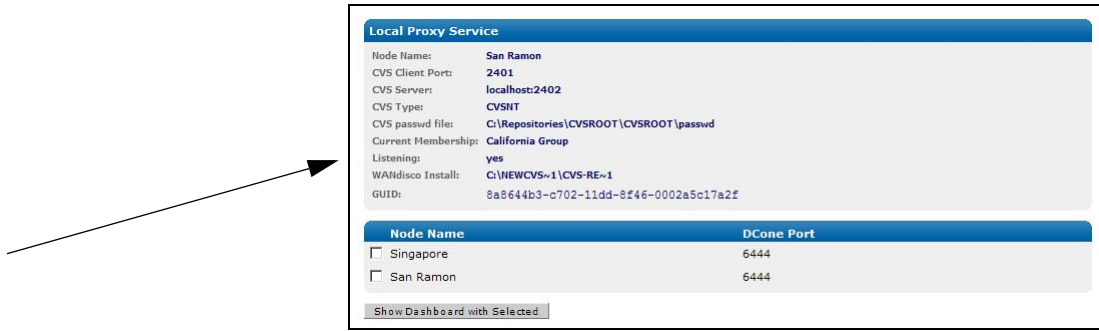 Local Proxy Service
Node Name: San Ramon
CVS Client Port: 2401
CVS Server: localhost:2402
CVS Type: CVSNT
CVS passwd file: C:\Repositories\CVSROOT\CVSROOT\passwd
Current Membership: California Group
Listening: yes
WANdisco Install: C:\NEWCVS~1\CVS-RE~1
GUID: 8a8644b3-c702-11dd-8f46-0002a5c17a2f
Node Name DCone Port
Singapore 6444
San Ramon 6444
Show Dashboard with Selected